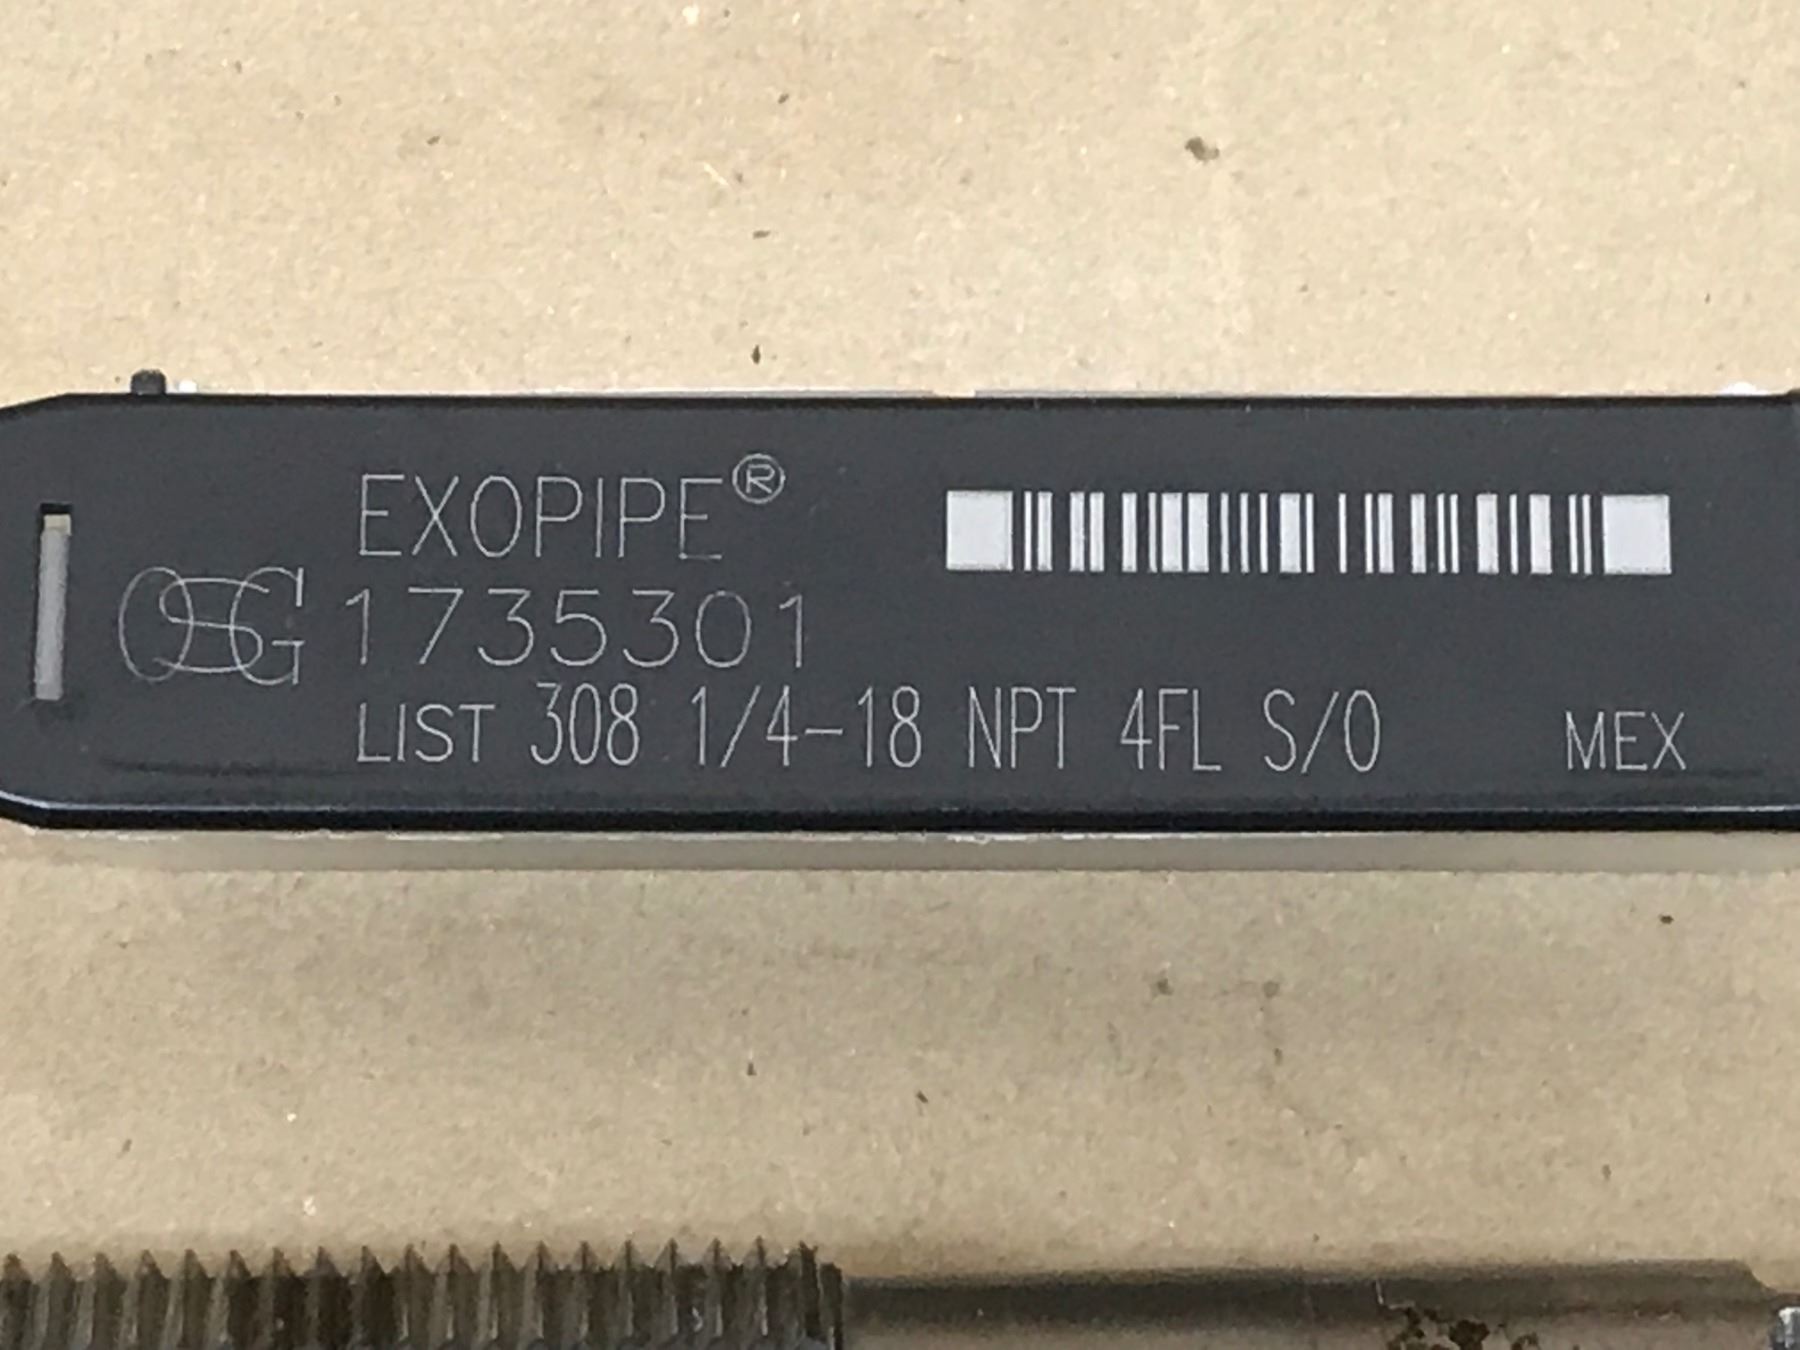 EXOPIPE®
OSG 1735301
LIST 308 1/4-18 NPT 4FL S/O MEX